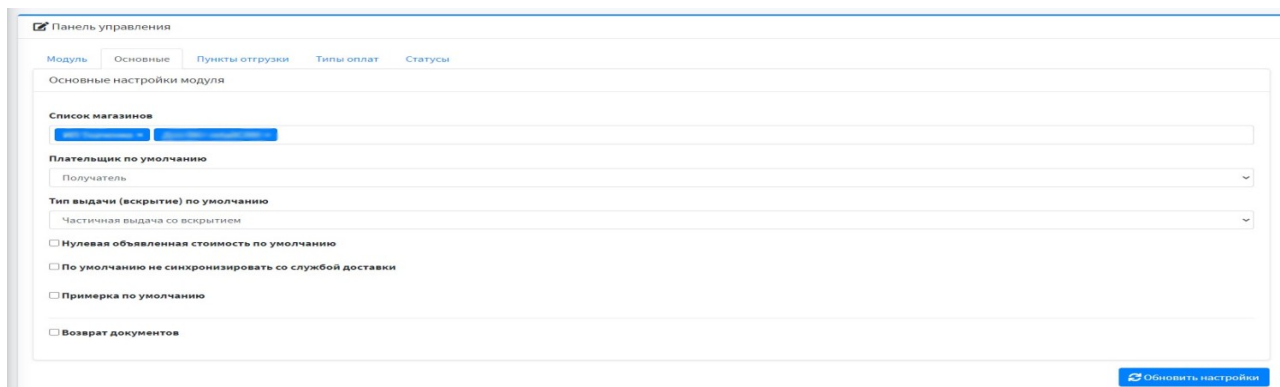 Панель управления
Модуль Основные Пункты отгрузки Типы оплат Статусы
Основные настройки модуля
Список магазинов
Плательщик по умолчанию
Получатель
Тип выдачи (вскрытие) по умолчанию
Частичная выдача со вскрытием
Нулевая объявленная стоимость по умолчанию
По умолчанию не синхронизировать со службой доставки
Примерка по умолчанию
Возврат документов
Обновить настройки